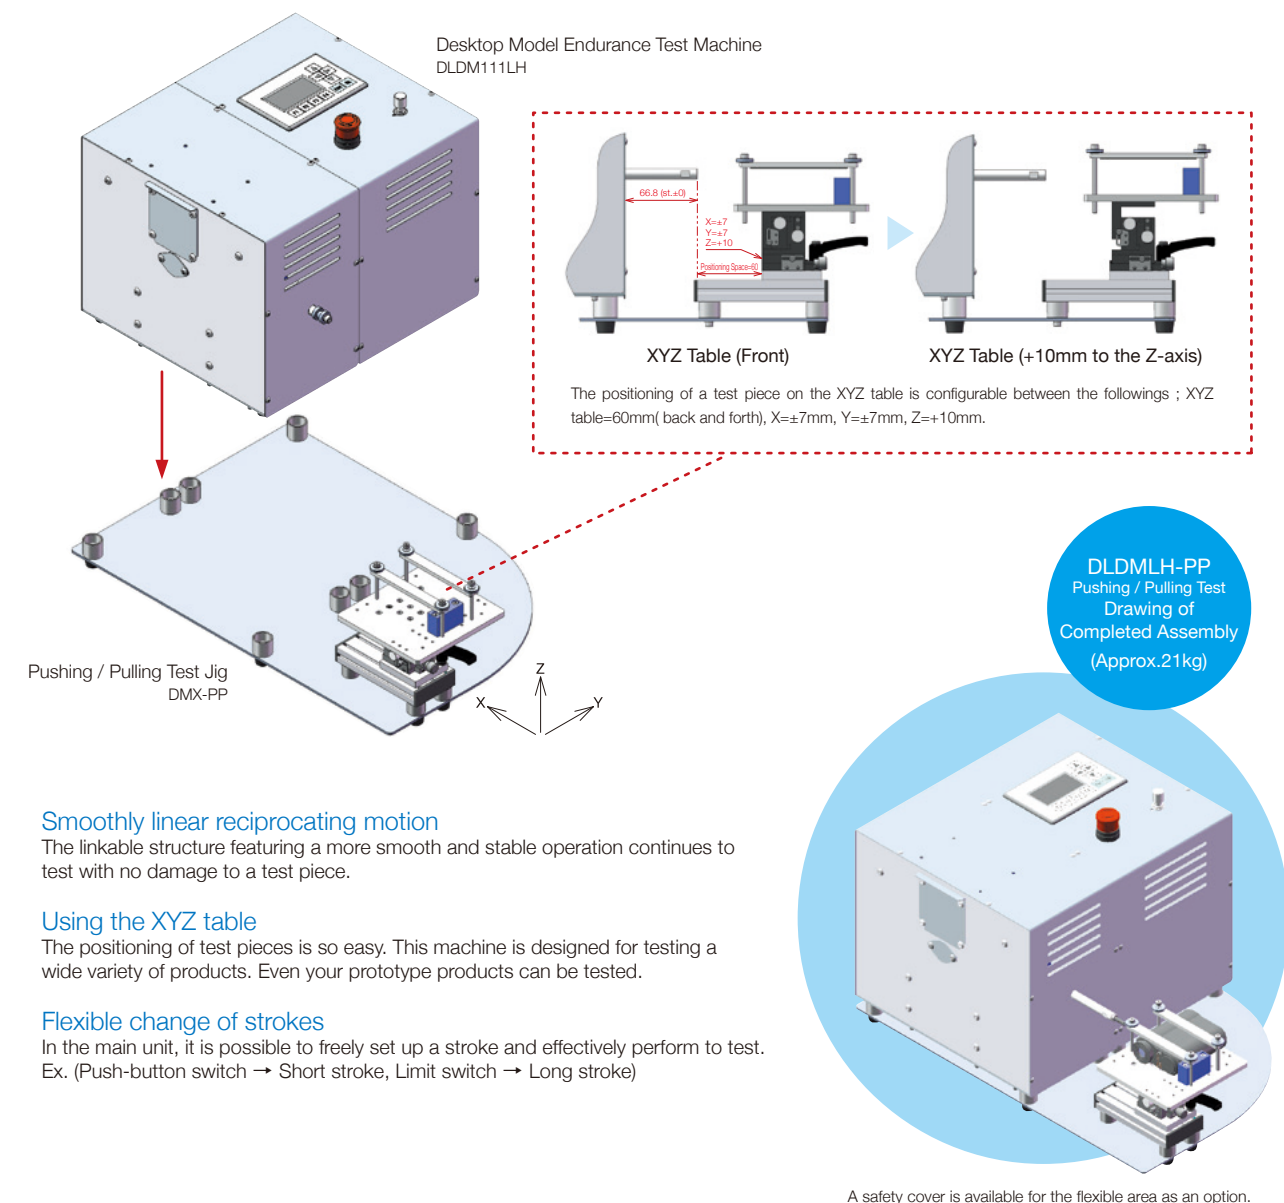 Desktop Model Endurance Test Machine
DLDM111LH
66.8 (st.±0)
X=±7
Y=±7
Z=+10
Positioning Space=60
XYZ Table (Front)
XYZ Table (+10mm to the Z-axis)
The positioning of a test piece on the XYZ table is configurable between the followings ; XYZ
table=60mm( back and forth), X=±7mm, Y=±7mm, Z=+10mm.
Pushing / Pulling Test Jig
DMX-PP
Z
X
Y
DLDMLH-PP
Pushing / Pulling Test
Drawing of
Completed Assembly
(Approx.21kg)
Smoothly linear reciprocating motion
The linkable structure featuring a more smooth and stable operation continues to
test with no damage to a test piece.
Using the XYZ table
The positioning of test pieces is so easy. This machine is designed for testing a
wide variety of products. Even your prototype products can be tested.
Flexible change of strokes
In the main unit, it is possible to freely set up a stroke and effectively perform to test.
Ex. (Push-button switch → Short stroke, Limit switch → Long stroke)
A safety cover is available for the flexible area as an option.